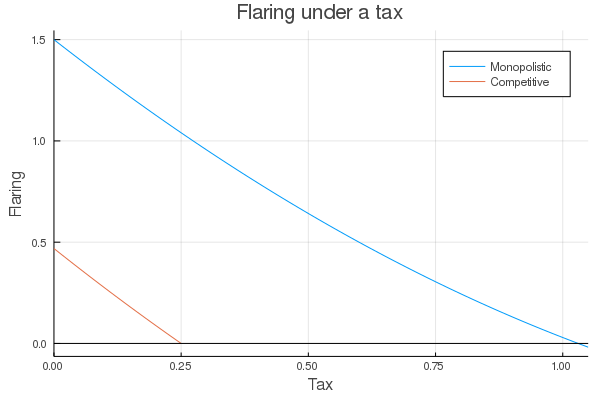 Flaring under a tax
Monopolistic
Competitive
Flaring
1.5
1.0
0.5
0.0
0.00 0.25 0.50 0.75 1.00
Tax